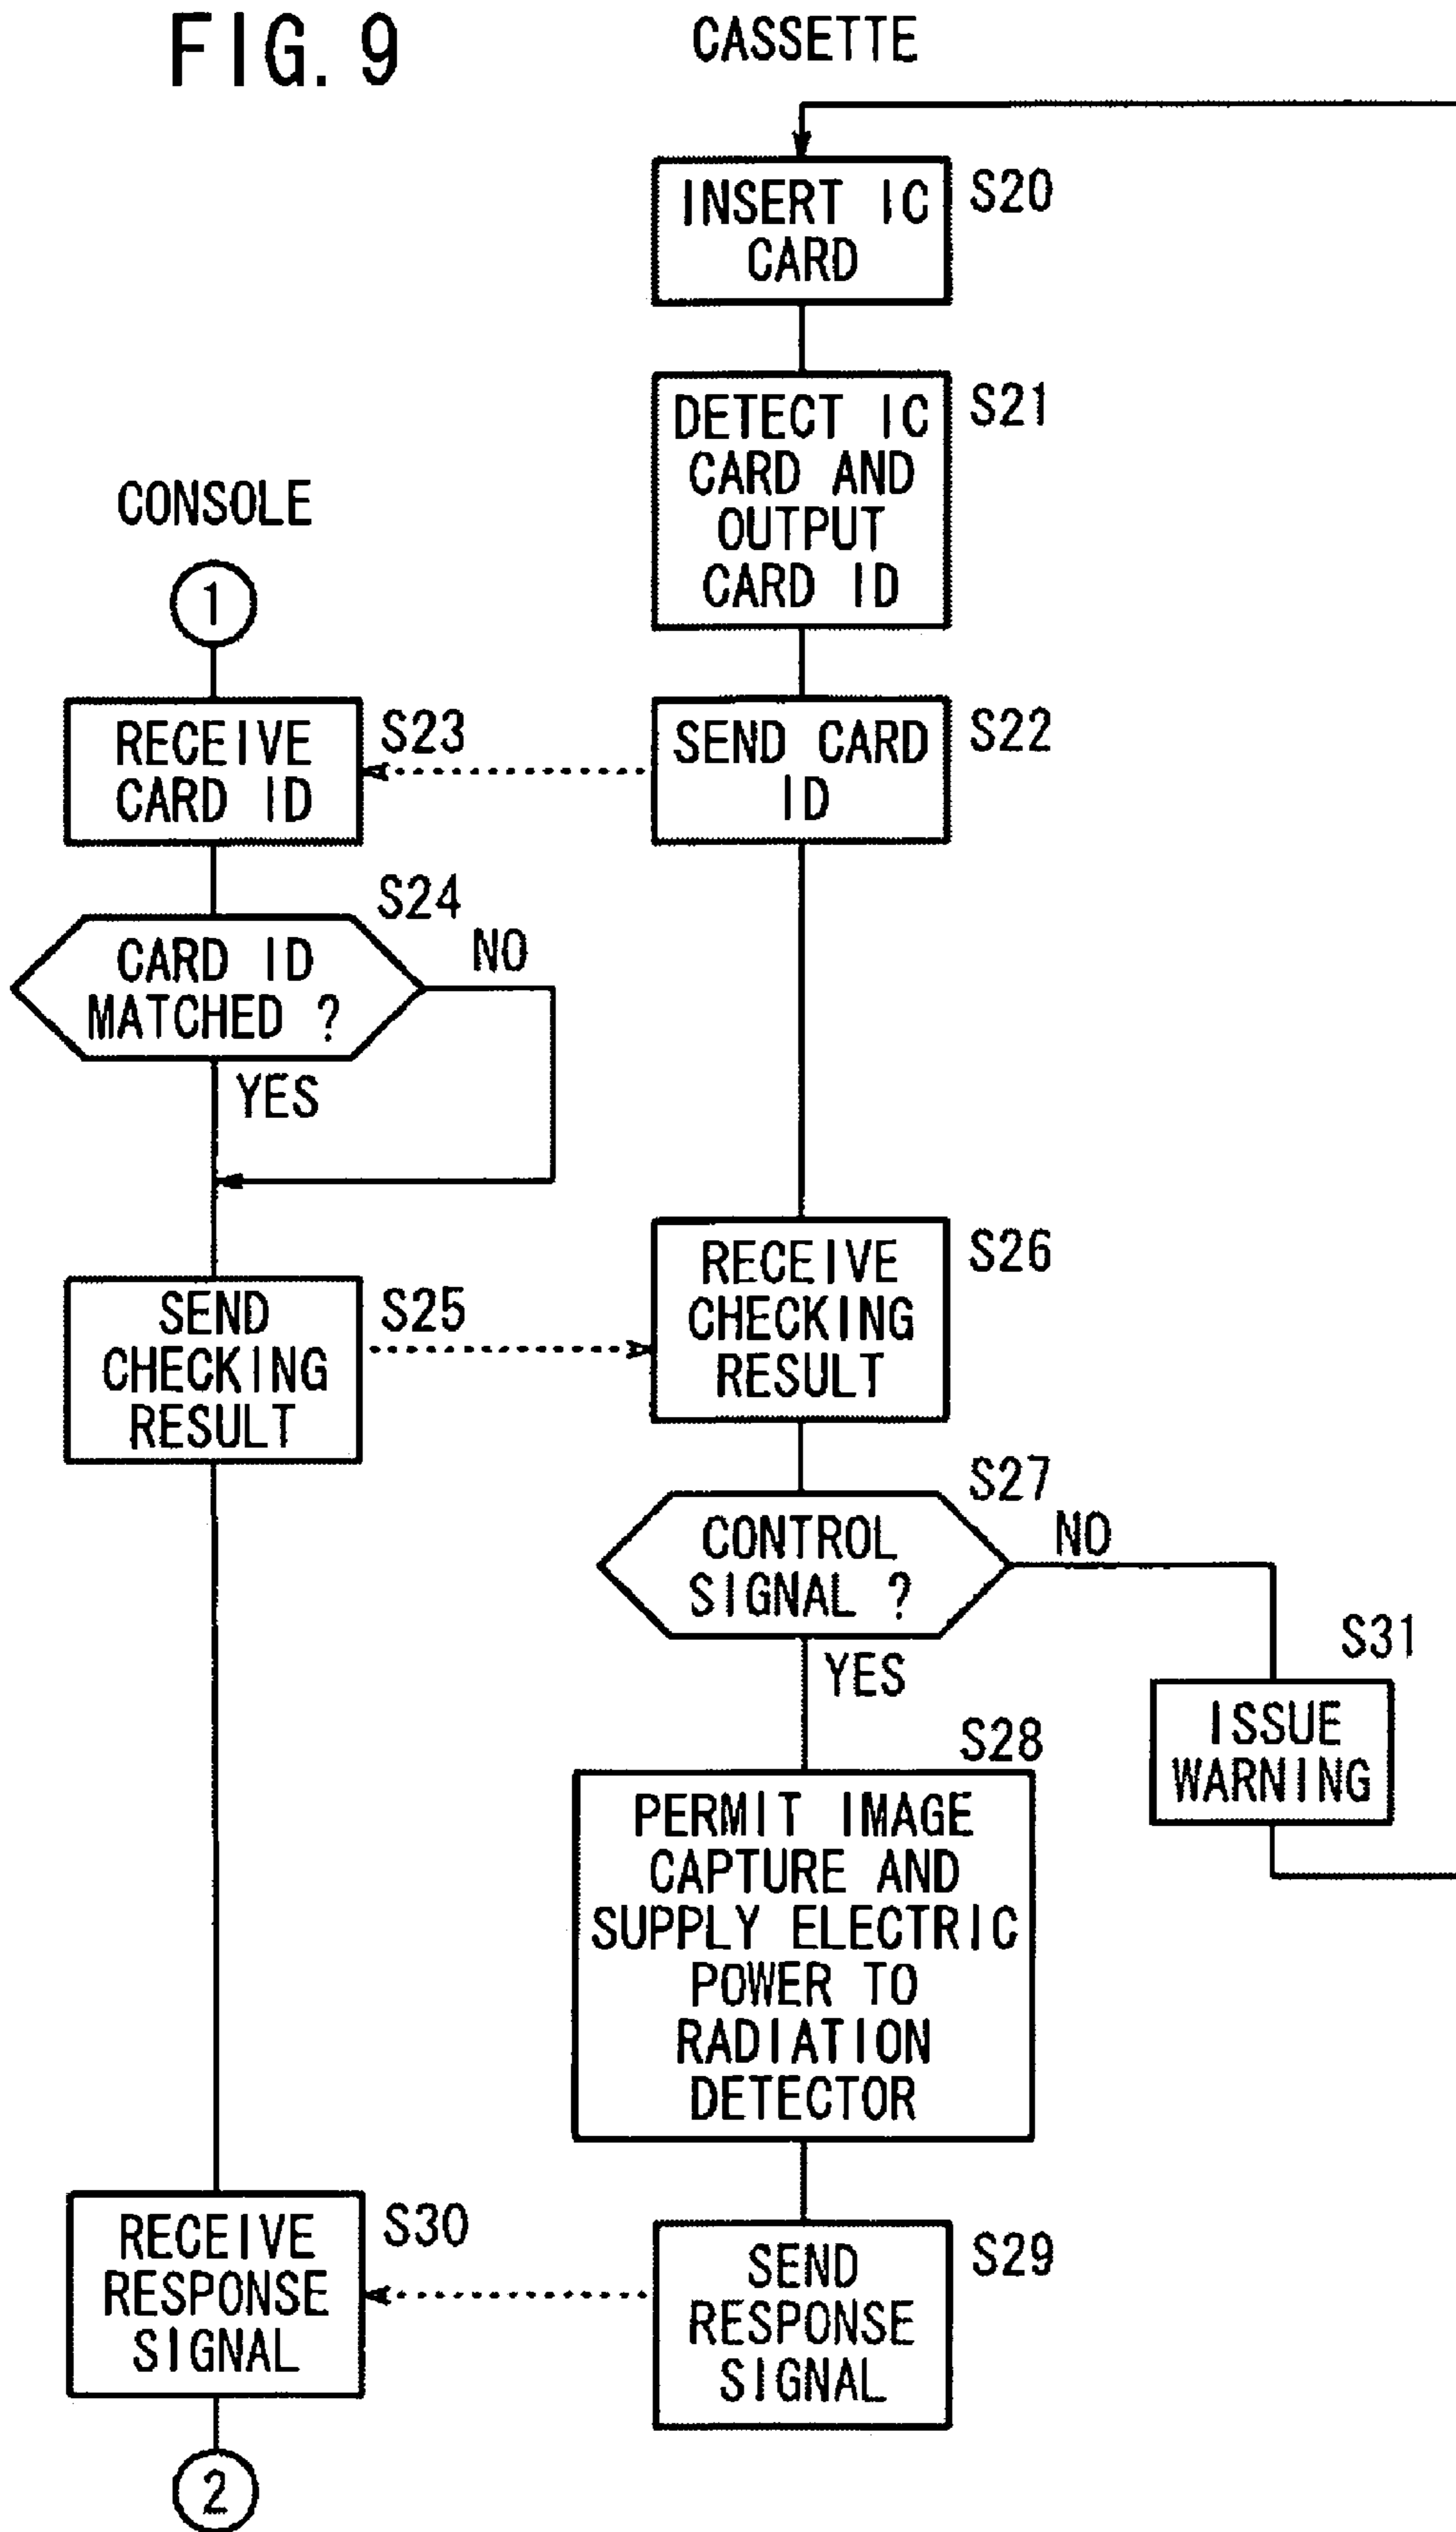 FIG. 9
CASSETTE
INSERT IC
CARD
S20
DETECT IC
CARD AND
OUTPUT
CARD ID
S21
CONSOLE
1
RECEIVE
CARD ID
S23
SEND CARD
ID
S22
S24
CARD ID
MATCHED ?
NO
YES
SEND
CHECKING
RESULT
S25
RECEIVE
CHECKING
RESULT
S26
S27
CONTROL
SIGNAL ?
NO
YES
S31
ISSUE
WARNING
S28
PERMIT IMAGE
CAPTURE AND
SUPPLY ELECTRIC
POWER TO
RADIATION
DETECTOR
RECEIVE
RESPONSE
SIGNAL
S30
SEND
RESPONSE
SIGNAL
S29
2